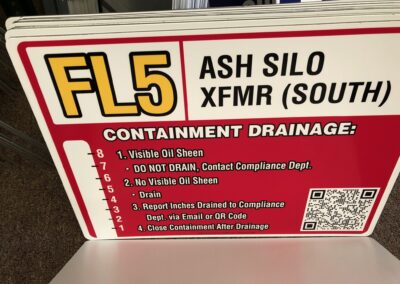 FL5
ASH SILO
XFMR (SOUTH)
CONTAINMENT DRAINAGE:
8
7
6
5
4
3
2
1
1. Visible Oil Sheen
• DO NOT DRAIN, Contact Compliance Dept.
2. No Visible Oil Sheen
• Drain
3. Report Inches Drained to Compliance
Dept. via Email or QR Code
4. Close Containment After Drainage